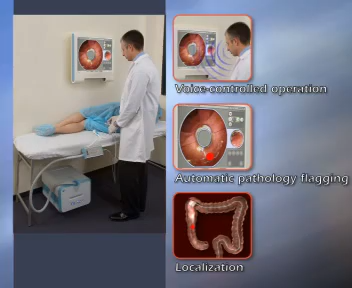 Voice-controlled operation
Automatic pathology flagging
Localization